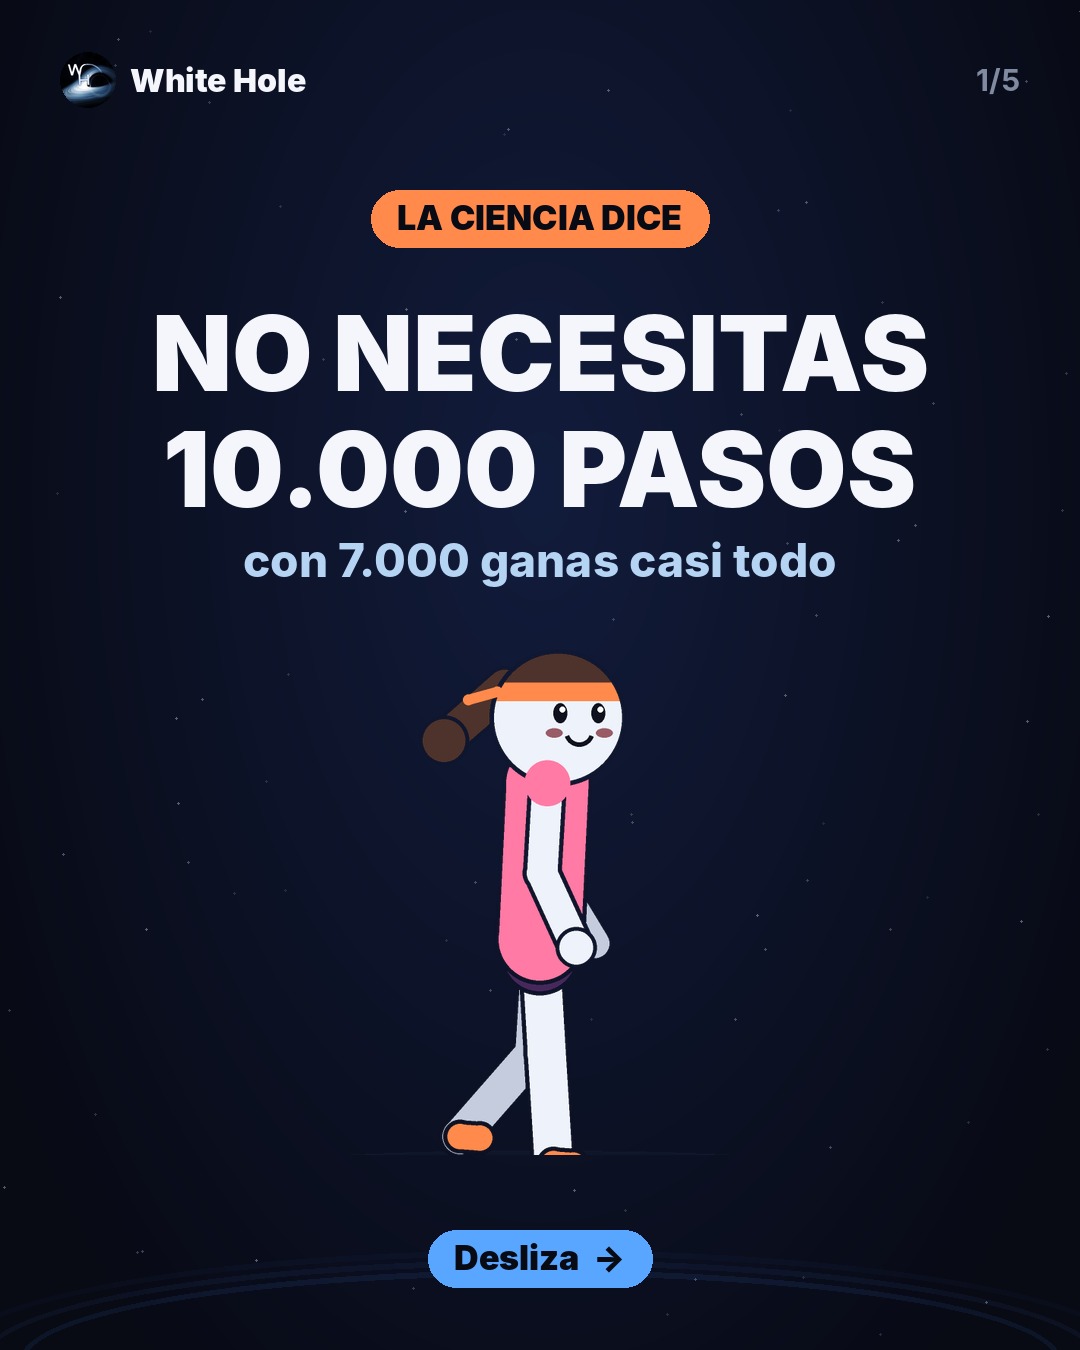 White Hole
1/5
LA CIENCIA DICE
NO NECESITAS
10.000 PASOS
con 7.000 ganas casi todo
Desliza →